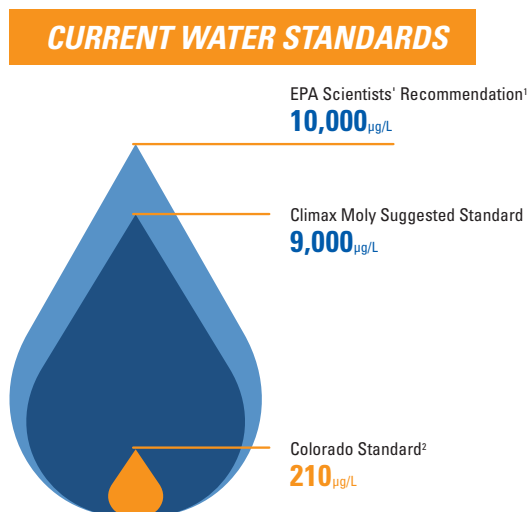 CURRENT WATER STANDARDS
EPA Scientists' Recommendation¹
10,000µg/L
Climax Moly Suggested Standard
9,000µg/L
Colorado Standard²
210µg/L